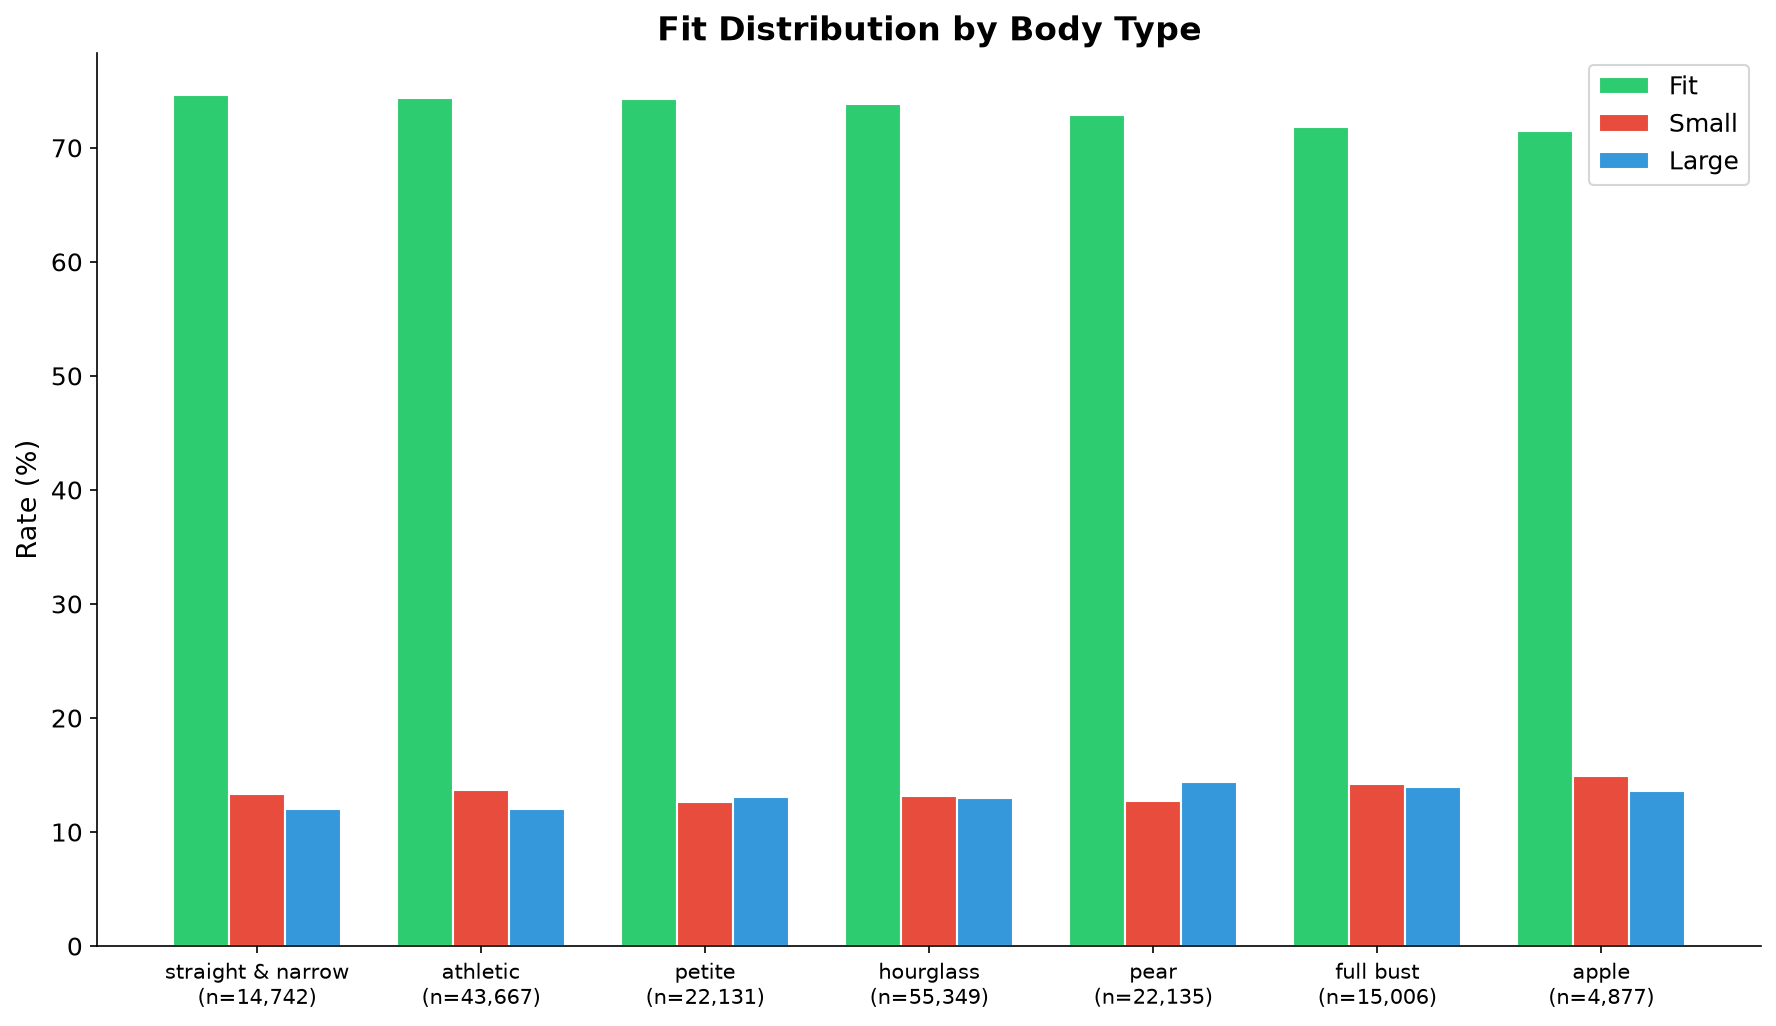 Fit Distribution by Body Type
Fit
Small
Large
Rate (%)
70
60
50
40
30
20
10
0
straight & narrow
(n=14,742)
athletic
(n=43,667)
petite
(n=22,131)
hourglass
(n=55,349)
pear
(n=22,135)
full bust
(n=15,006)
apple
(n=4,877)